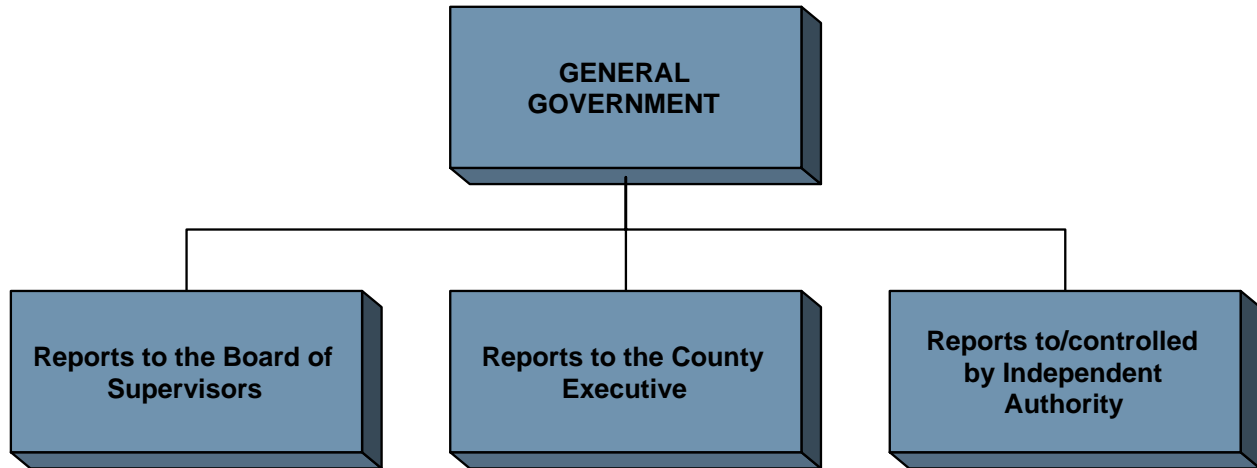 GENERAL
GOVERNMENT
Reports to the Board of
Supervisors
Reports to the County
Executive
Reports to/controlled
by Independent
Authority